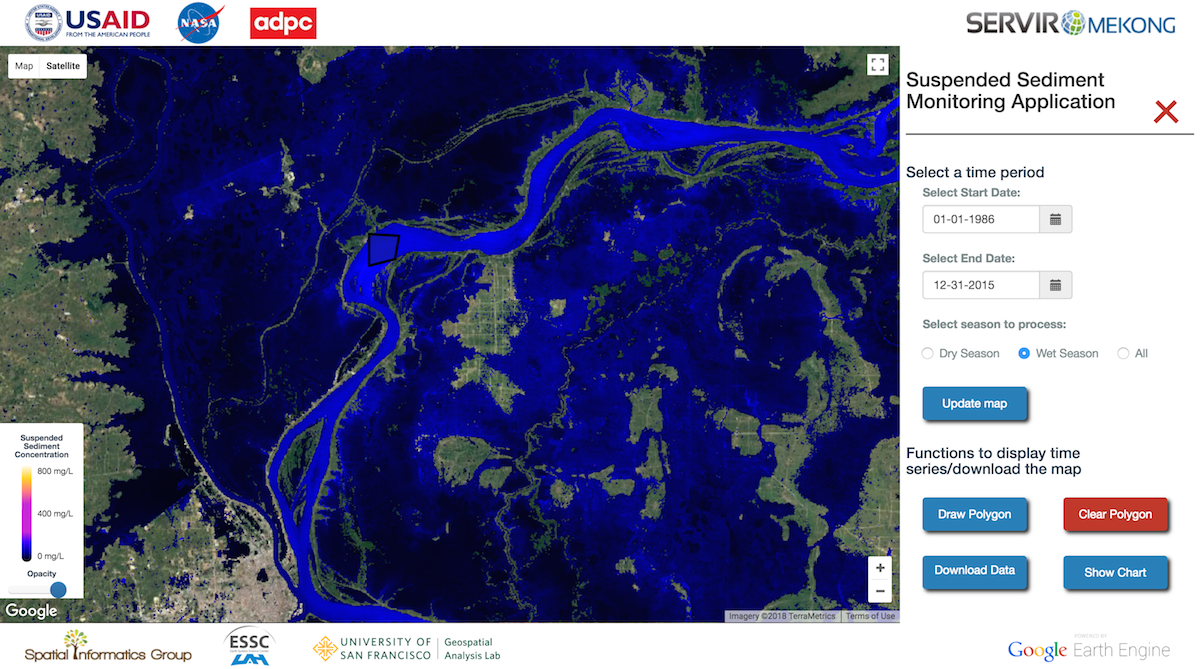 USAID
FROM THE AMERICAN PEOPLE
NASA
adpc
SERVIR MEKONG
Map Satellite
Suspended Sediment
Monitoring Application
Select a time period
Select Start Date:
01-01-1986
Select End Date:
12-31-2015
Select season to process:
Dry Season Wet Season All
Update map
Functions to display time
series/download the map
Draw Polygon Clear Polygon
Download Data Show Chart
Suspended
Sediment
Concentration
800 mg/L
400 mg/L
0 mg/L
Opacity
Google
+
−
Imagery ©2018 TerraMetrics Terms of Use
Spatial Informatics Group
ESSC
UNIVERSITY OF
SAN FRANCISCO
Geospatial
Analysis Lab
POWERED BY
Google Earth Engine